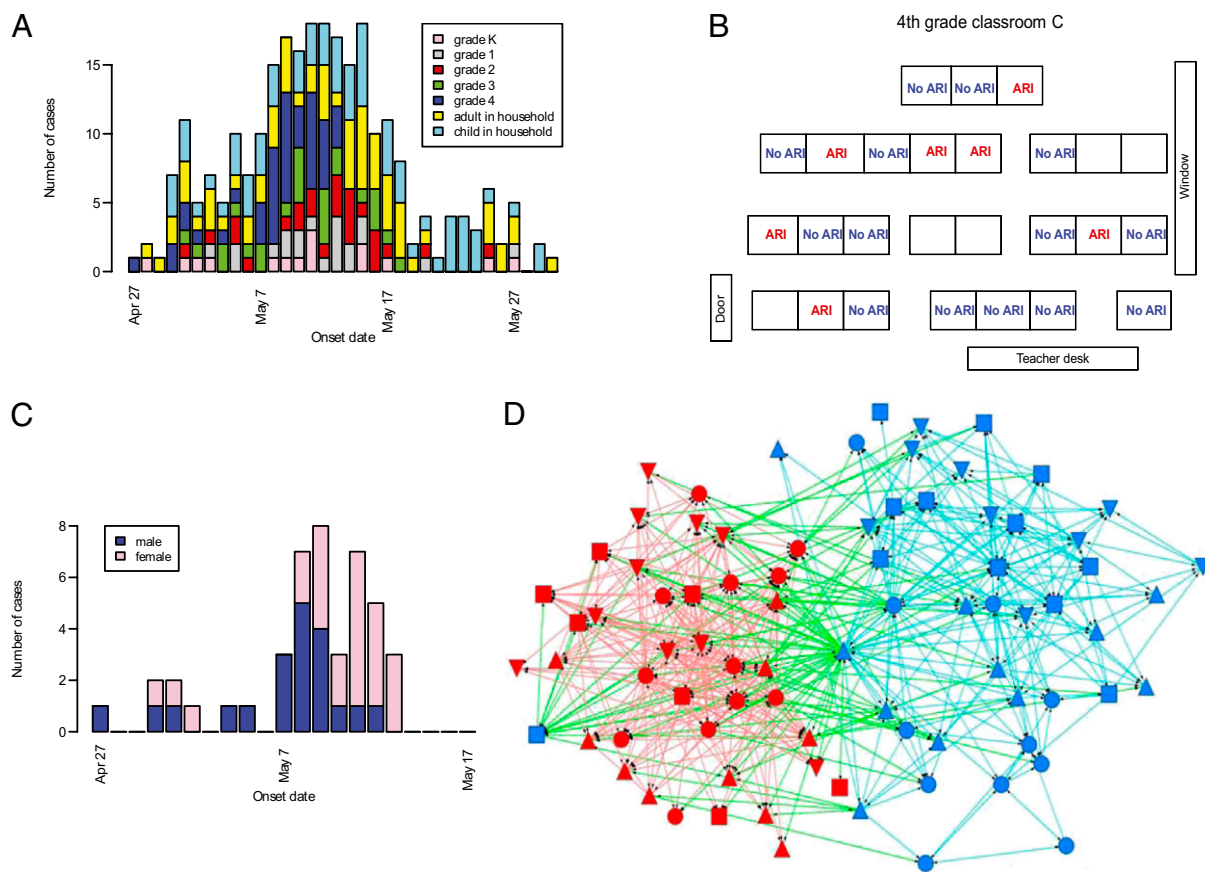 A
Number of cases
15
10
5
0
grade K
grade 1
grade 2
grade 3
grade 4
adult in household
child in household
Apr 27
May 7
May 17
May 27
Onset date
B
4th grade classroom C
No ARI No ARI ARI
No ARI ARI No ARI ARI ARI No ARI
ARI No ARI No ARI No ARI ARI No ARI
ARI No ARI No ARI No ARI No ARI No ARI
Window
Door
Teacher desk
C
Number of cases
8
6
4
2
0
male
female
Apr 27
May 7
May 17
Onset date
D